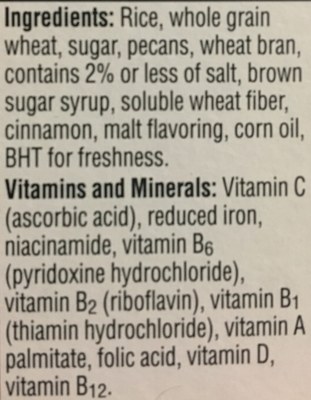 Ingredients: Rice, whole grain
wheat, sugar, pecans, wheat bran,
contains 2% or less of salt, brown
sugar syrup, soluble wheat fiber,
cinnamon, malt flavoring, corn oil,
BHT for freshness.
Vitamins and Minerals: Vitamin C
(ascorbic acid), reduced iron,
niacinamide, vitamin B6
(pyridoxine hydrochloride),
vitamin B2 (riboflavin), vitamin B1
(thiamin hydrochloride), vitamin A
palmitate, folic acid, vitamin D,
vitamin B12.